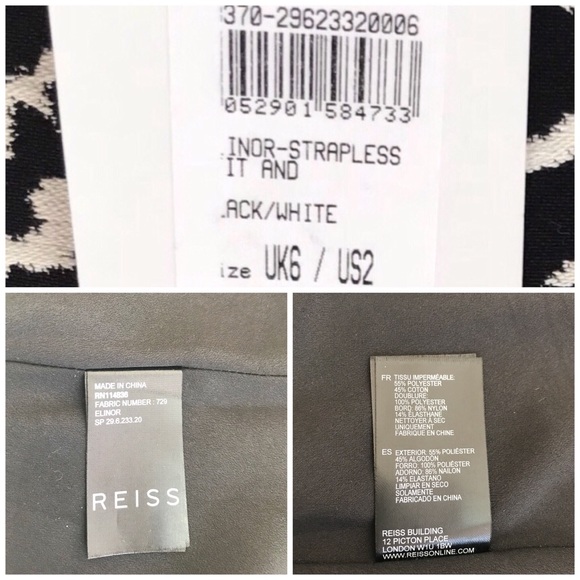 370-29623320006
052901 584733
INOR-STRAPLESS
IT AND
ACK/WHITE
ize UK6 / US2
MADE IN CHINA
RN114836
FABRIC NUMBER : 729
ELINOR
SP 29.6.233.20
REISS
FR TISSU IMPERMÉABLE:
55% POLYESTER
45% COTON
DOUBLURE:
100% POLYESTER
BORD: 86% NYLON
14% ÉLASTHANE
NETTOYER À SEC
UNIQUEMENT
FABRIQUE EN CHINE
ES EXTERIOR: 55% POLIÉSTER
45% ALGODÓN
FORRO: 100% POLIÉSTER
ADORNO: 86% NAILON
14% ELASTANO
LIMPIAR EN SECO
SOLAMENTE
FABRICADO EN CHINA
REISS BUILDING
12 PICTON PLACE
LONDON W1U 1BW
WWW.REISSONLINE.COM